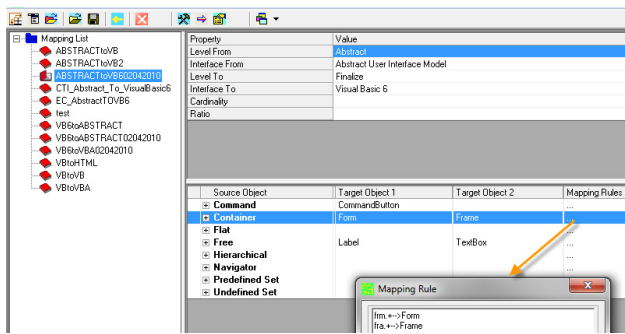 Mapping List
ABSTRACTtoVB
ABSTRACTtoVB2
ABSTRACTtoVB602042010
CTI_Abstract_To_VisualBasic6
EC_AbstractTOVB6
test
VB6toABSTRACT
VB6toABSTRACT02042010
VB6toVBA02042010
VBtoHTML
VBtoVB
VBtoVBA
Property Value
Level From Abstract
Interface From Abstract User Interface Model
Level To Finalize
Interface To Visual Basic 6
Cardinality
Ratio
Source Object Target Object 1 Target Object 2 Mapping Rules
Command CommandButton ...
Container Form Frame ...
Flat ...
Free Label TextBox ...
Hierarchical ...
Navigator ...
Predefined Set
Undefined Set
Mapping Rule
frm.+-->Form
fra.+-->Frame